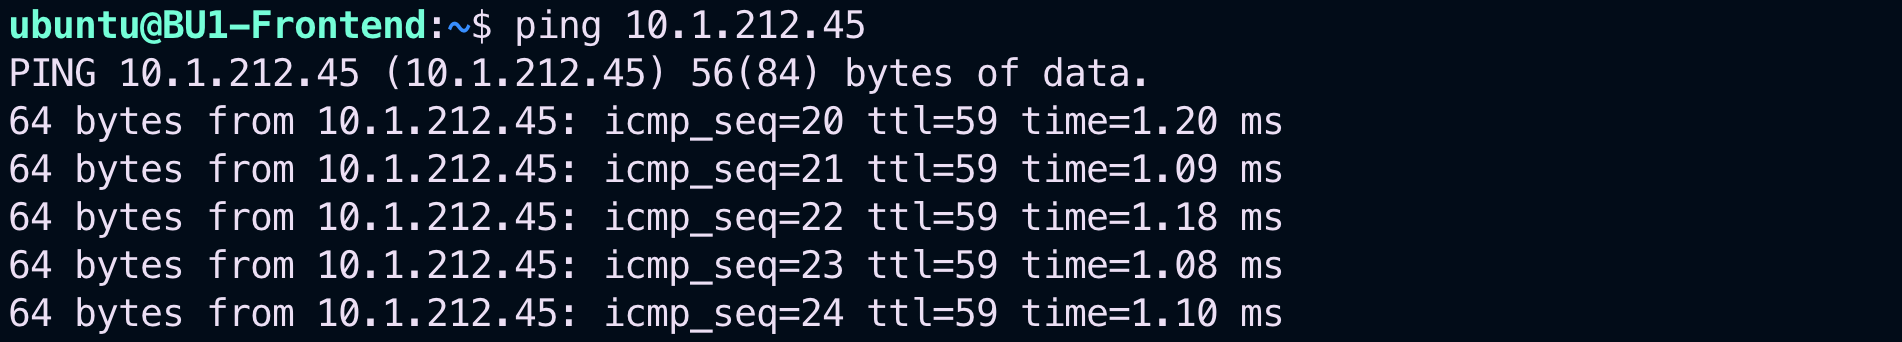 ubuntu@BU1-Frontend:~$ ping 10.1.212.45
PING 10.1.212.45 (10.1.212.45) 56(84) bytes of data.
64 bytes from 10.1.212.45: icmp_seq=20 ttl=59 time=1.20 ms
64 bytes from 10.1.212.45: icmp_seq=21 ttl=59 time=1.09 ms
64 bytes from 10.1.212.45: icmp_seq=22 ttl=59 time=1.18 ms
64 bytes from 10.1.212.45: icmp_seq=23 ttl=59 time=1.08 ms
64 bytes from 10.1.212.45: icmp_seq=24 ttl=59 time=1.10 ms